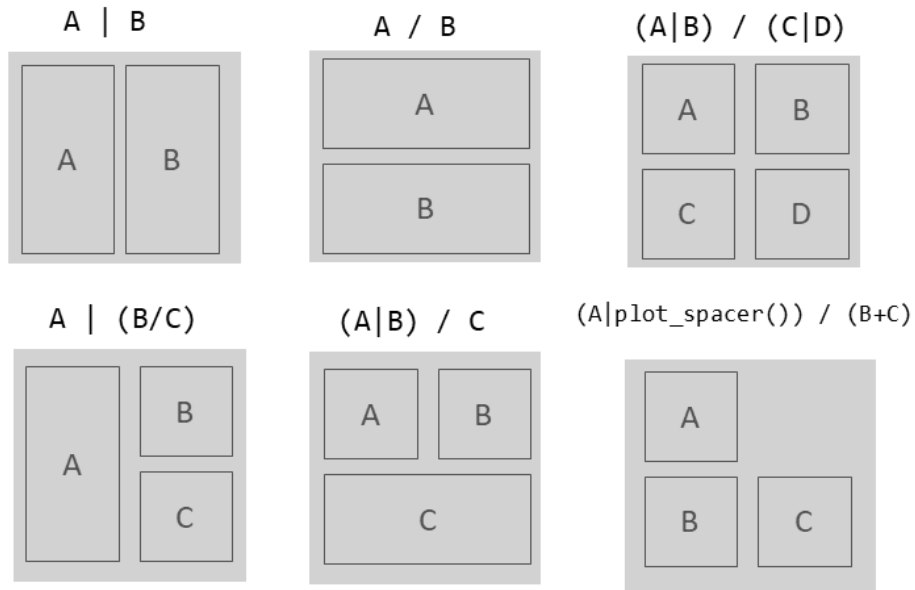 A | B
A B
A / B
A
B
(A|B) / (C|D)
A B
C D
A | (B/C)
A
B
C
(A|B) / C
A B
C
(A|plot_spacer()) / (B+C)
A
B C